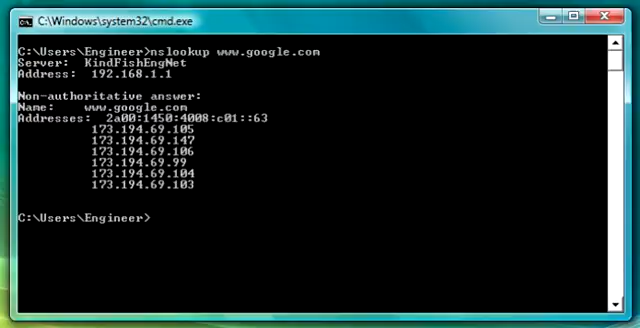 C:\Windows\system32\cmd.exe
C:\Users\Engineer>nslookup www.google.com
Server:  KindFishEngNet
Address:  192.168.1.1
Non-authoritative answer:
Name:    www.google.com
Addresses:  2a00:1450:4008:c01::63
173.194.69.105
173.194.69.147
173.194.69.106
173.194.69.99
173.194.69.104
173.194.69.103
C:\Users\Engineer>